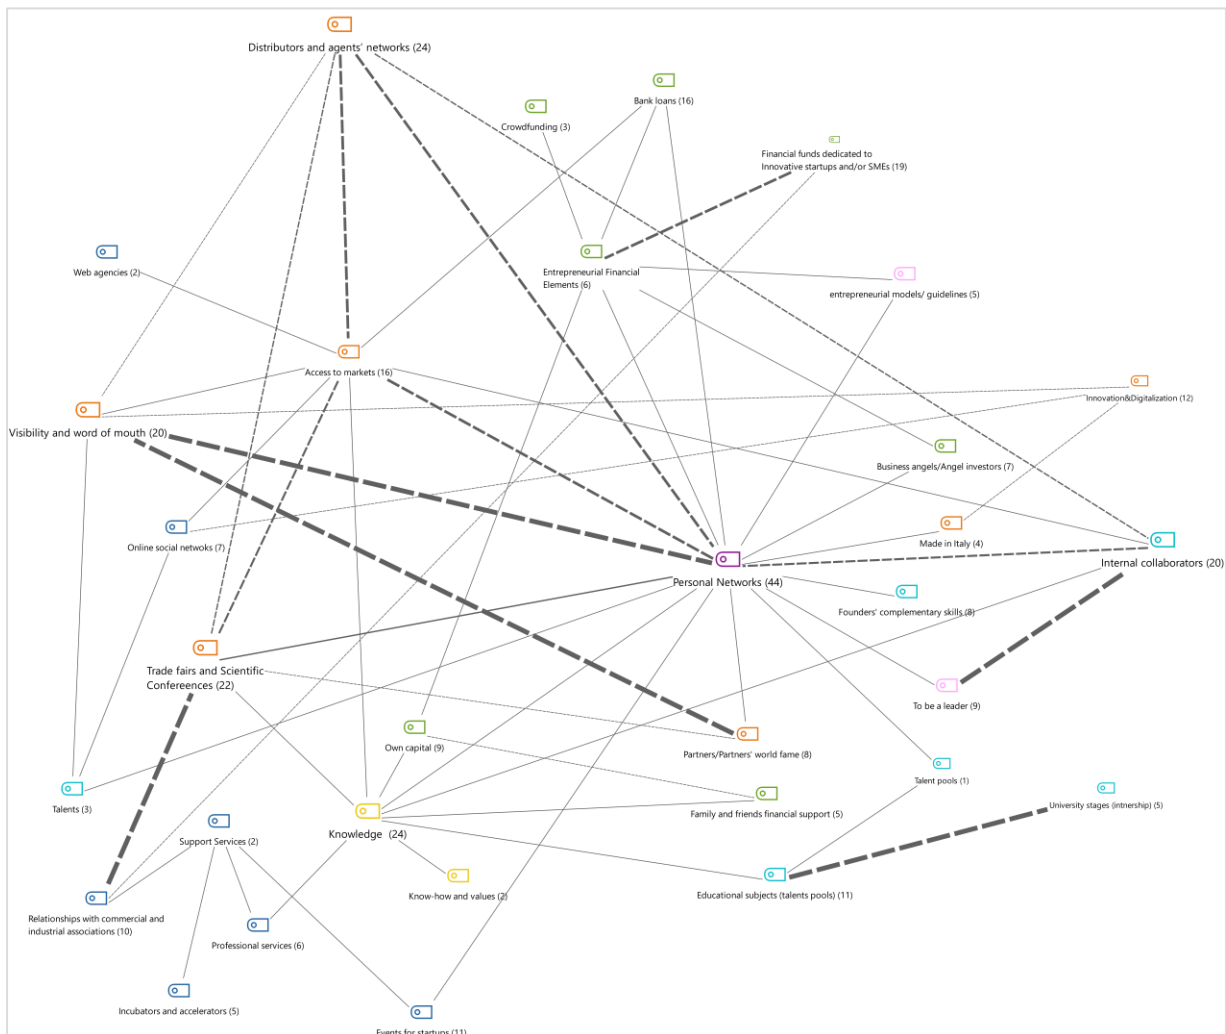 Distributors and agents' networks (24)
Bank loans (16)
Crowdfunding (3)
Financial funds dedicated to
Innovative startups and/or SMEs (19)
Web agencies (2)
Entrepreneurial Financial
Elements (6)
entrepreneurial models/ guidelines (5)
Access to markets (16)
Innovation&Digitalization (12)
Visibility and word of mouth (20)
Business angels/Angel investors (7)
Online social netwoks (7)
Made in Italy (4)
Internal collaborators (20)
Personal Networks (44)
Founders' complementary skills (8)
Trade fairs and Scientific
Confereences (22)
To be a leader (9)
Own capital (9)
Partners/Partners' world fame (8)
Talent pools (1)
Talents (3)
University stages (intnership) (5)
Family and friends financial support (5)
Support Services (2)
Knowledge (24)
Know-how and values (2)
Educational subjects (talents pools) (11)
Relationships with commercial and
industrial associations (10)
Professional services (6)
Incubators and accelerators (5)
Events for startups (11)